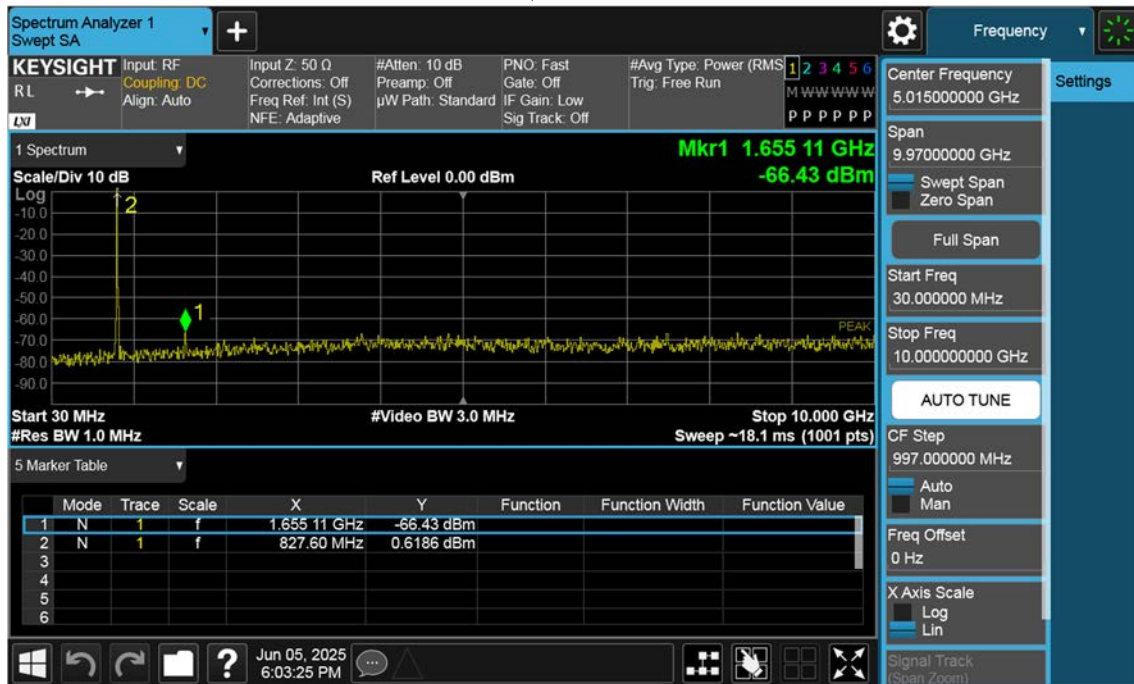 Spectrum Analyzer 1
Swept SA
+
Frequency
KEYSIGHT
RL
LXI
Input: RF
Coupling: DC
Align: Auto
Input Z: 50 Ω
Corrections: Off
Freq Ref: Int (S)
NFE: Adaptive
#Atten: 10 dB
Preamp: Off
µW Path: Standard
PNO: Fast
Gate: Off
IF Gain: Low
Sig Track: Off
#Avg Type: Power (RMS
Trig: Free Run
1 2 3 4 5 6
M W W W W W
P P P P P P
1 Spectrum
Mkr1 1.655 11 GHz
Scale/Div 10 dB
Ref Level 0.00 dBm
-66.43 dBm
Log
-10.0
-20.0
-30.0
-40.0
-50.0
-60.0
-70.0
-80.0
-90.0
2
1
PEAK
Start 30 MHz
#Video BW 3.0 MHz
Stop 10.000 GHz
#Res BW 1.0 MHz
Sweep ~18.1 ms (1001 pts)
5 Marker Table
Mode Trace Scale X Y Function Function Width Function Value
1 N 1 f 1.655 11 GHz -66.43 dBm
2 N 1 f 827.60 MHz 0.6186 dBm
3
4
5
6
?
Jun 05, 2025
6:03:25 PM
Center Frequency
5.015000000 GHz
Span
9.97000000 GHz
Swept Span
Zero Span
Full Span
Start Freq
30.000000 MHz
Stop Freq
10.000000000 GHz
AUTO TUNE
CF Step
997.000000 MHz
Auto
Man
Freq Offset
0 Hz
X Axis Scale
Log
Lin
Signal Track
(Span Zoom)
Settings